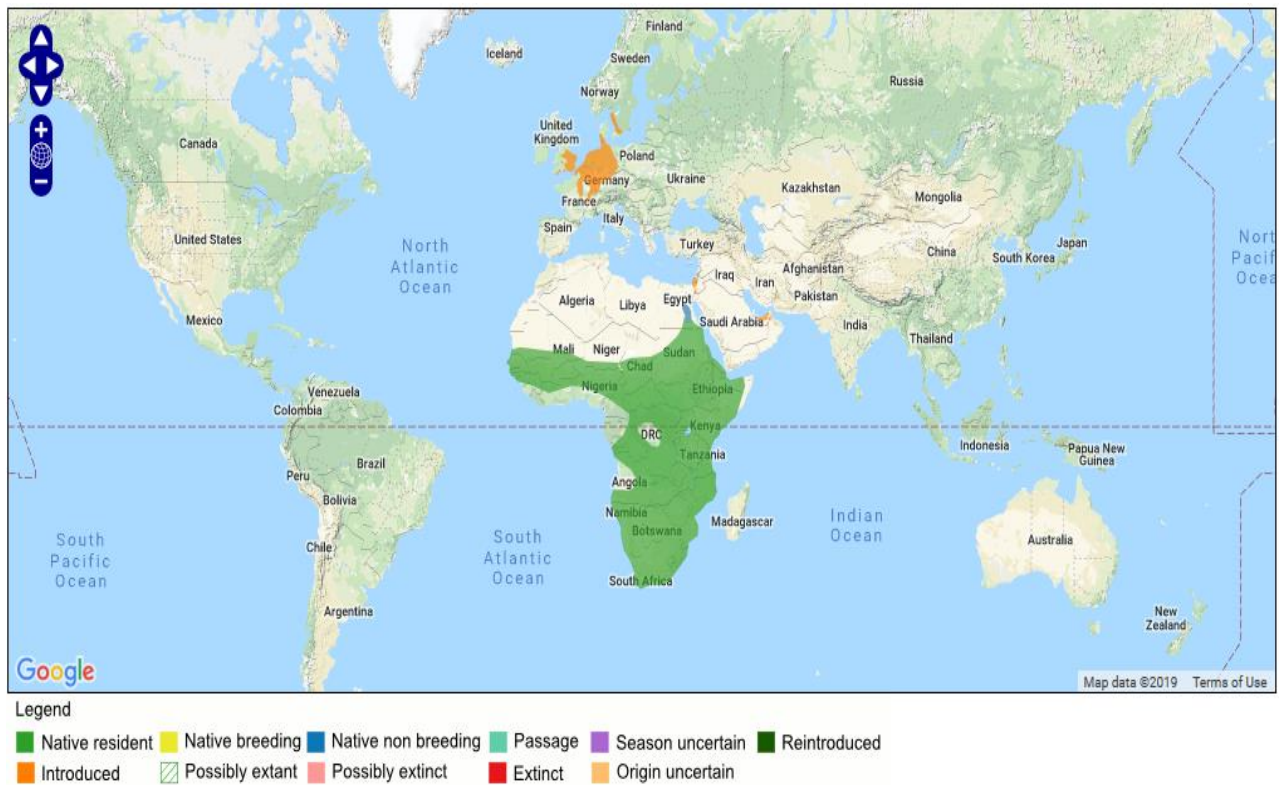 Finland
Iceland
Sweden
Russia
Norway
United
Kingdom
Canada
Poland
Ukraine
Germany
Kazakhstan
Mongolia
France
Italy
Spain
United States
North
Atlantic
Ocean
Turkey
China
Japan
South Korea
North
Pacific
Ocean
Iraq
Iran
Afghanistan
Pakistan
Algeria
Libya
Egypt
Saudi Arabia
Mexico
India
Thailand
Mali
Niger
Chad
Sudan
Nigeria
Ethiopia
Venezuela
Colombia
DRC
Kenya
Indonesia
Papua New
Guinea
Tanzania
Peru
Brazil
Angola
Bolivia
Namibia
Madagascar
Botswana
Indian
Ocean
South
Pacific
Ocean
South
Atlantic
Ocean
Chile
Australia
South Africa
Argentina
New
Zealand
Google
Map data ©2019 Terms of Use
Legend
Native resident Native breeding Native non breeding Passage Season uncertain Reintroduced
Introduced Possibly extant Possibly extinct Extinct Origin uncertain